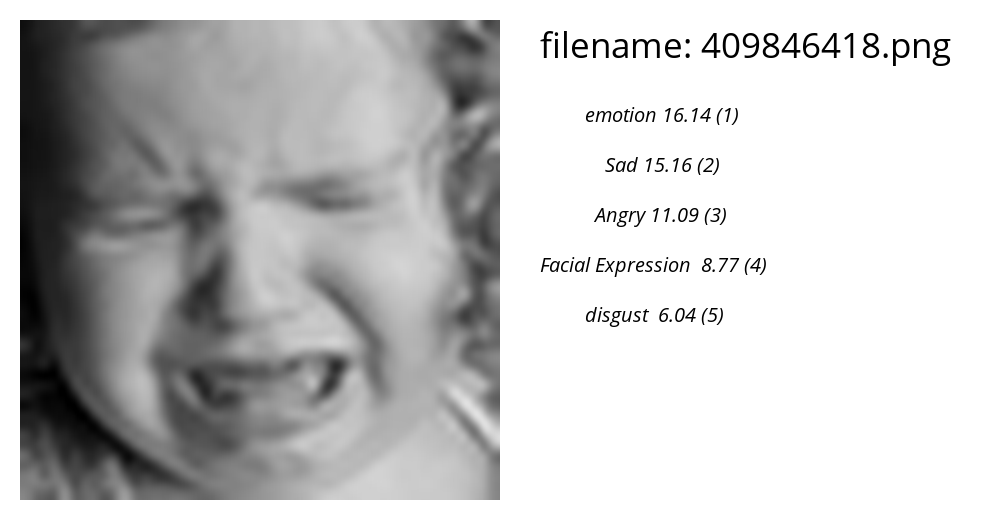 filename: 409846418.png
emotion 16.14 (1)
Sad 15.16 (2)
Angry 11.09 (3)
Facial Expression  8.77 (4)
disgust  6.04 (5)